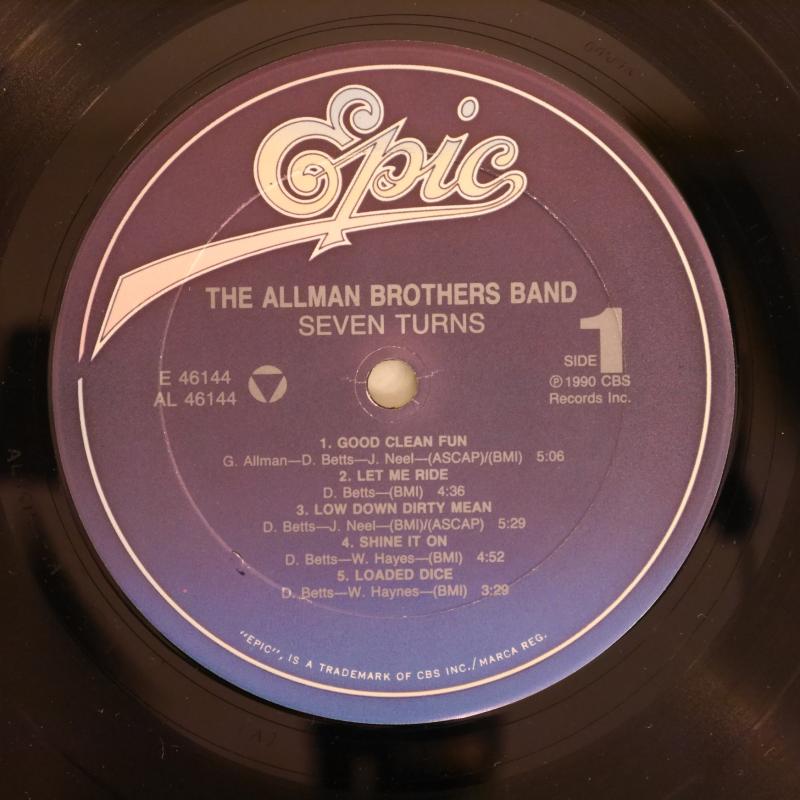 Epic
THE ALLMAN BROTHERS BAND
SEVEN TURNS
SIDE 1
E 46144
AL 46144
℗ 1990 CBS
Records Inc.
1. GOOD CLEAN FUN
G. Allman—D. Betts—J. Neel—(ASCAP)/(BMI) 5:06
2. LET ME RIDE
D. Betts—(BMI) 4:36
3. LOW DOWN DIRTY MEAN
D. Betts—J. Neel—(BMI)/(ASCAP) 5:29
4. SHINE IT ON
D. Betts—W. Hayes—(BMI) 4:52
5. LOADED DICE
D. Betts—W. Haynes—(BMI) 3:29
"EPIC", IS A TRADEMARK OF CBS INC./MARCA REG.